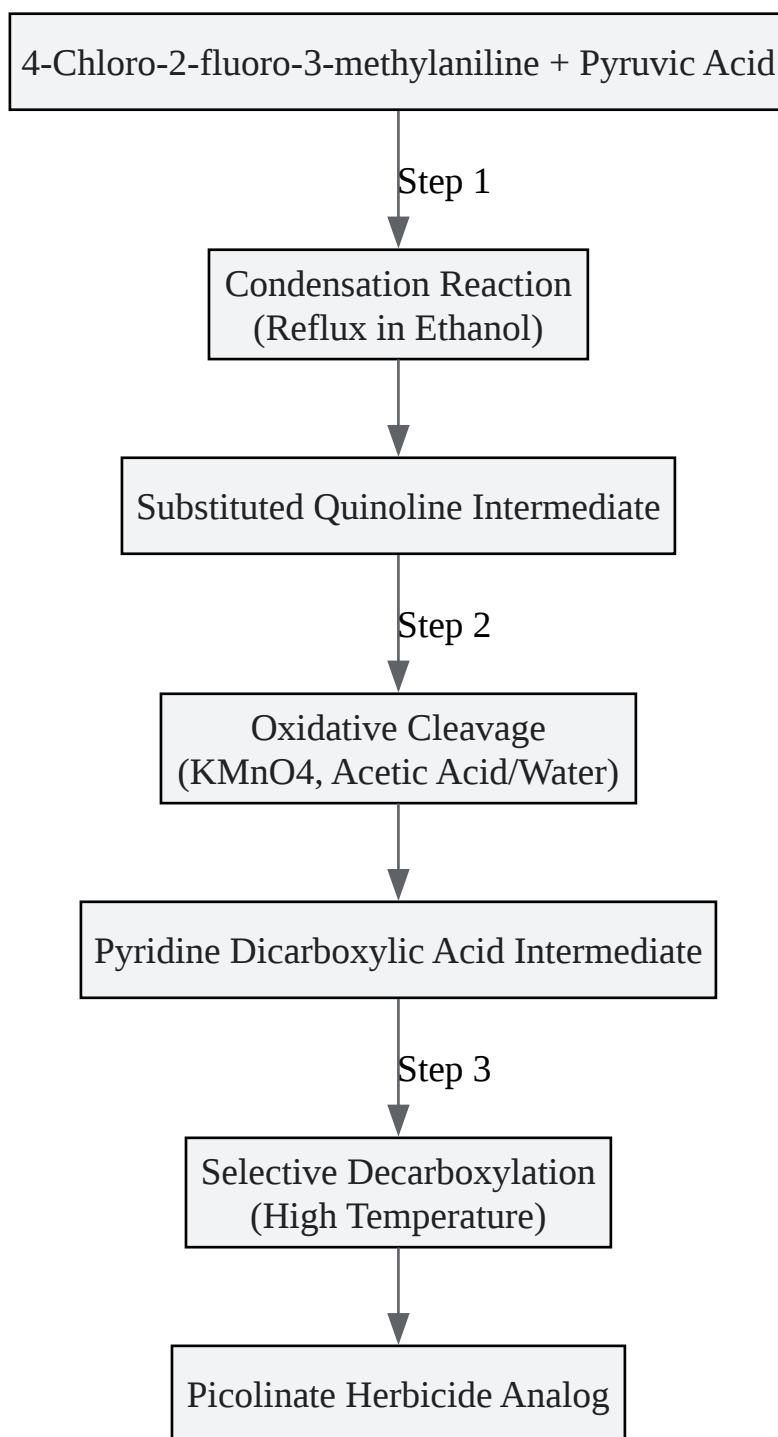 4-Chloro-2-fluoro-3-methylaniline + Pyruvic Acid
Step 1
Condensation Reaction
(Reflux in Ethanol)
Substituted Quinoline Intermediate
Step 2
Oxidative Cleavage
(KMnO4, Acetic Acid/Water)
Pyridine Dicarboxylic Acid Intermediate
Step 3
Selective Decarboxylation
(High Temperature)
Picolinate Herbicide Analog